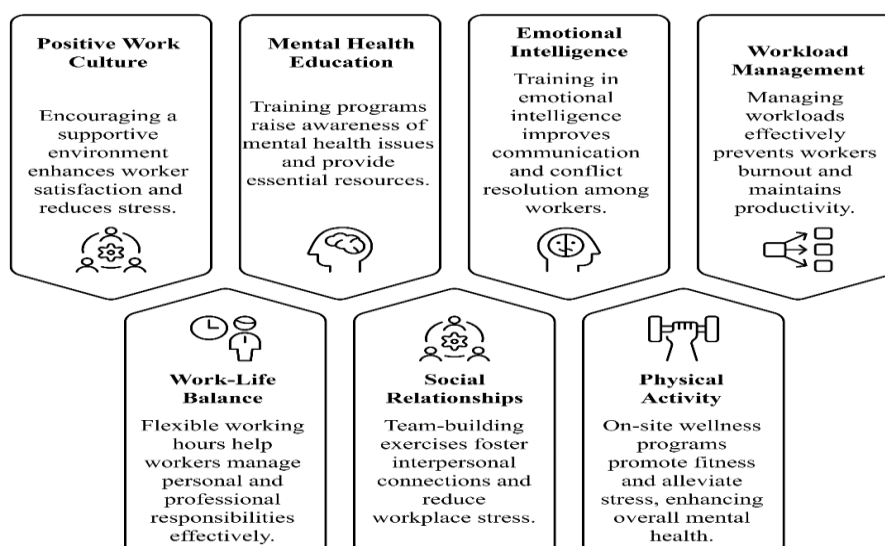 Positive Work
Culture
Encouraging a
supportive
environment
enhances worker
satisfaction and
reduces stress.
Mental Health
Education
Training programs
raise awareness of
mental health issues
and provide
essential resources.
Emotional
Intelligence
Training in
emotional
intelligence
improves
communication
and conflict
resolution among
workers.
Workload
Management
Managing
workloads
effectively
prevents workers
burnout and
maintains
productivity.
Work-Life
Balance
Flexible working
hours help
workers manage
personal and
professional
responsibilities
effectively.
Social
Relationships
Team-building
exercises foster
interpersonal
connections and
reduce
workplace stress.
Physical
Activity
On-site wellness
programs
promote fitness
and alleviate
stress, enhancing
overall mental
health.